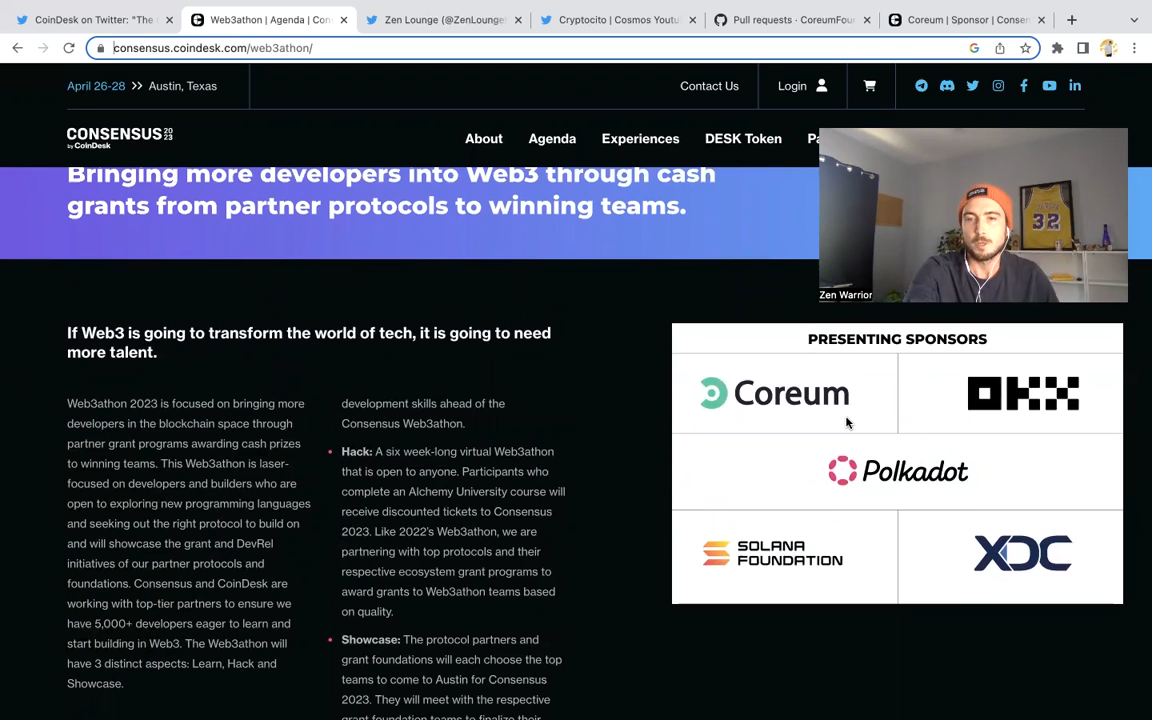 CoinDesk on Twitter: "The
Web3athon | Agenda | Con
Zen Lounge (@ZenLounge
Cryptocito | Cosmos Youtu
Pull requests · CoreumFou
Coreum | Sponsor | Consen
consensus.coindesk.com/web3athon/
April 26-28 >> Austin, Texas
Contact Us
Login
CONSENSUS 2023
by CoinDesk
About
Agenda
Experiences
DESK Token
Pa
Bringing more developers into Web3 through cash
grants from partner protocols to winning teams.
32
Zen Warrior
If Web3 is going to transform the world of tech, it is going to need
more talent.
Web3athon 2023 is focused on bringing more
developers in the blockchain space through
partner grant programs awarding cash prizes
to winning teams. This Web3athon is laser-
focused on developers and builders who are
open to exploring new programming languages
and seeking out the right protocol to build on
and will showcase the grant and DevRel
initiatives of our partner protocols and
foundations. Consensus and CoinDesk are
working with top-tier partners to ensure we
have 5,000+ developers eager to learn and
start building in Web3. The Web3athon will
have 3 distinct aspects: Learn, Hack and
Showcase.
development skills ahead of the
Consensus Web3athon.
• Hack: A six week-long virtual Web3athon
that is open to anyone. Participants who
complete an Alchemy University course will
receive discounted tickets to Consensus
2023. Like 2022's Web3athon, we are
partnering with top protocols and their
respective ecosystem grant programs to
award grants to Web3athon teams based
on quality.
• Showcase: The protocol partners and
grant foundations will each choose the top
teams to come to Austin for Consensus
2023. They will meet with the respective
grant foundation teams to finalize their
PRESENTING SPONSORS
Coreum
OKX
Polkadot
SOLANA
FOUNDATION
XDC